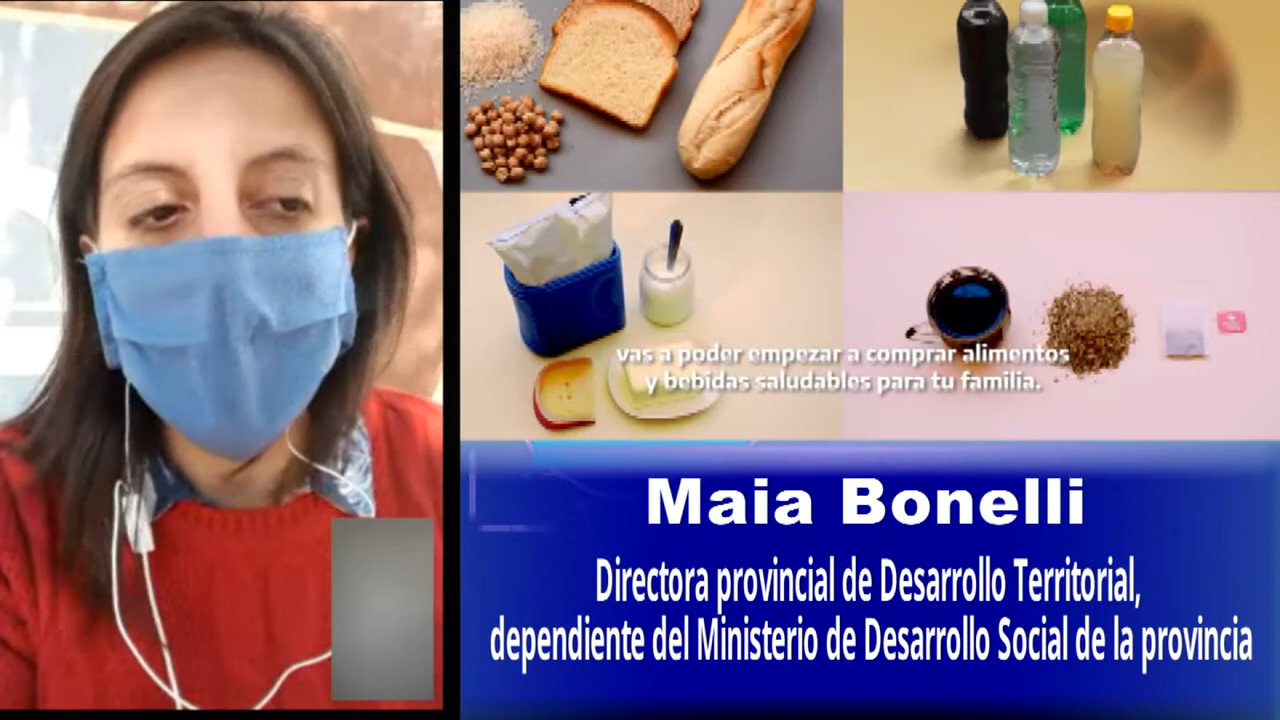 vas a poder empezar a comprar alimentos
y bebidas saludables para tu familia.
Maia Bonelli
Directora provincial de Desarrollo Territorial,
dependiente del Ministerio de Desarrollo Social de la provincia